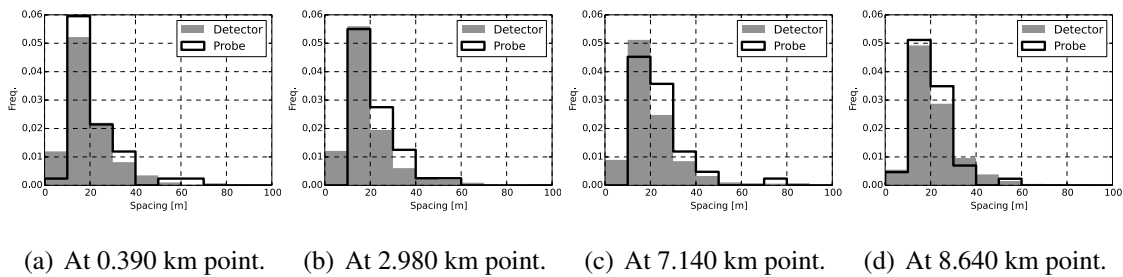 0.06
0.05
0.04
0.03
0.02
0.01
0.00
Freq.
0 20 40 60 80 100
Spacing [m]
Detector
Probe
(a) At 0.390 km point.
0.06
0.05
0.04
0.03
0.02
0.01
0.00
Freq.
0 20 40 60 80 100
Spacing [m]
Detector
Probe
(b) At 2.980 km point.
0.06
0.05
0.04
0.03
0.02
0.01
0.00
Freq.
0 20 40 60 80 100
Spacing [m]
Detector
Probe
(c) At 7.140 km point.
0.06
0.05
0.04
0.03
0.02
0.01
0.00
Freq.
0 20 40 60 80 100
Spacing [m]
Detector
Probe
(d) At 8.640 km point.